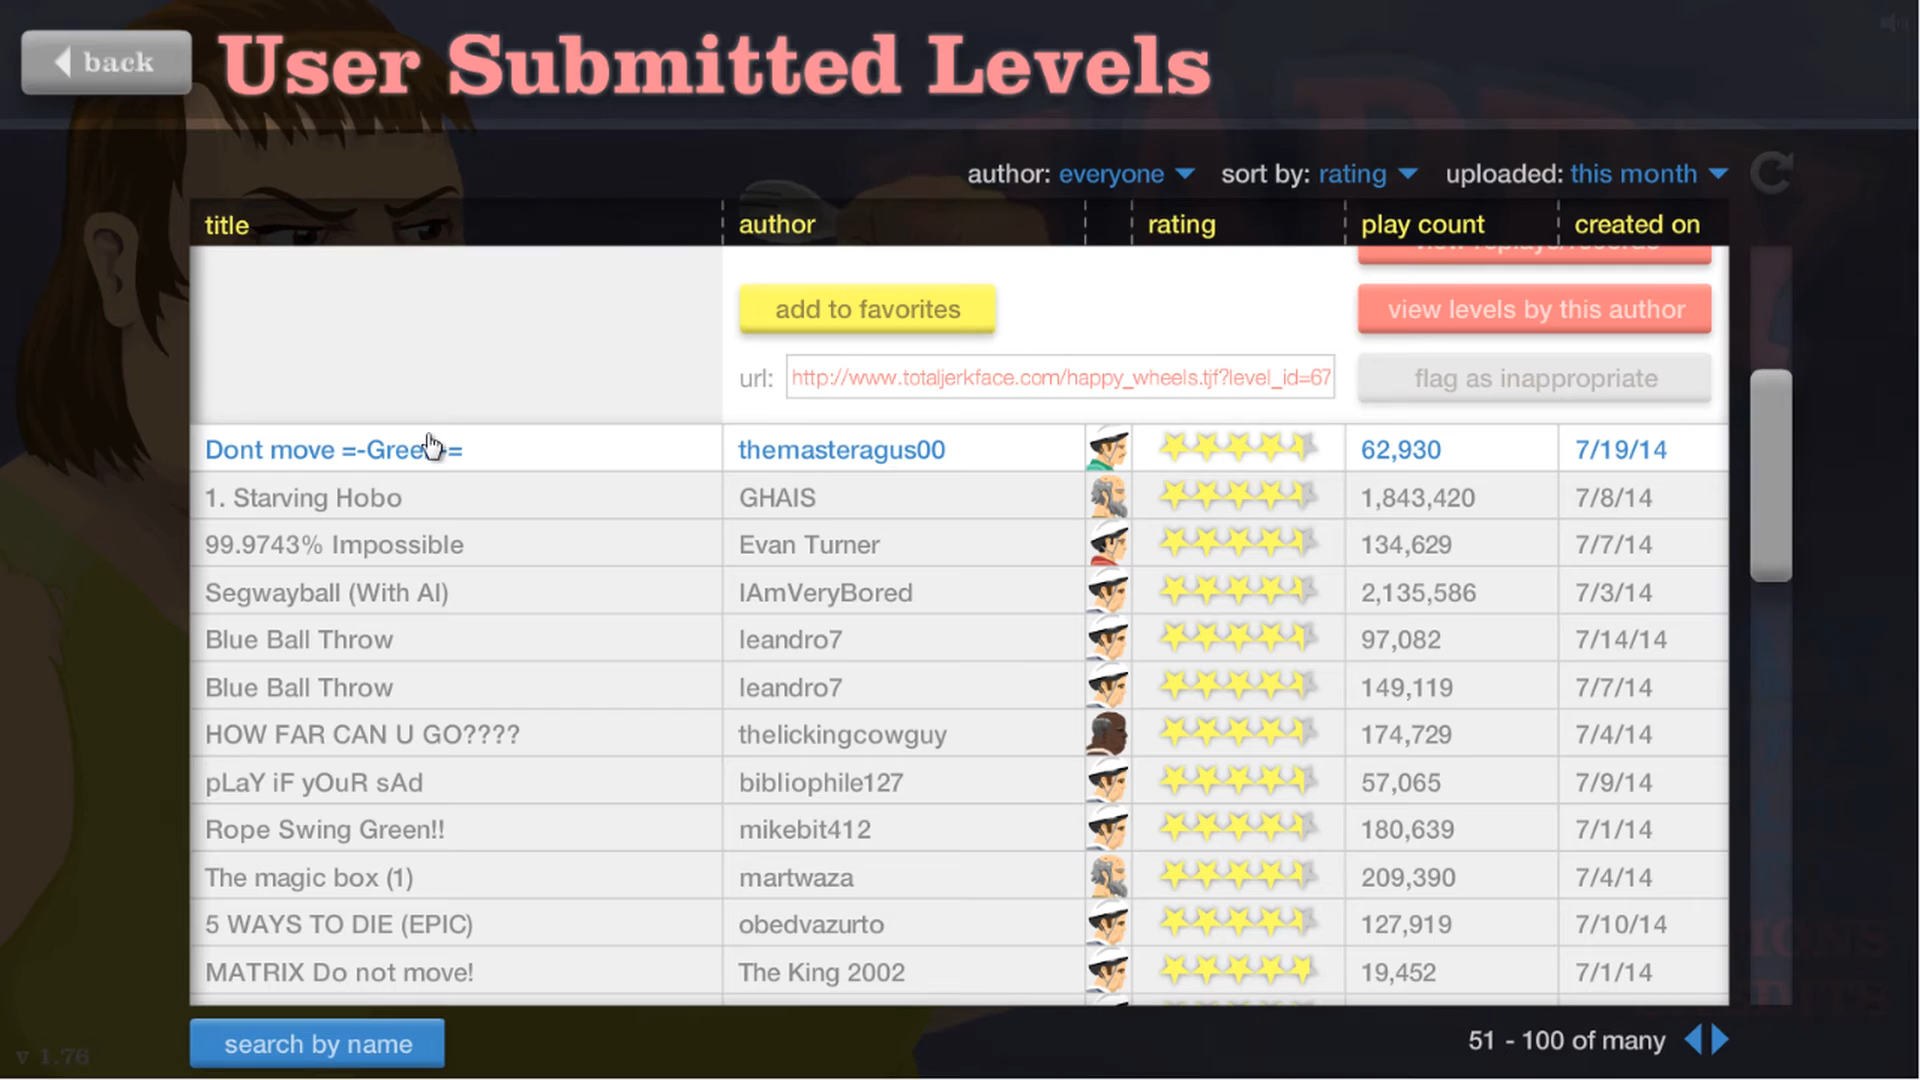 back User Submitted Levels
author: everyone sort by: rating uploaded: this month
title author rating play count created on
view replays/records
add to favorites view levels by this author
url: http://www.totaljerkface.com/happy_wheels.tjf?level_id=67 flag as inappropriate
Dont move =-Gree = themasteragus00 62,930 7/19/14
1. Starving Hobo GHAIS 1,843,420 7/8/14
99.9743% Impossible Evan Turner 134,629 7/7/14
Segwayball (With AI) IAmVeryBored 2,135,586 7/3/14
Blue Ball Throw leandro7 97,082 7/14/14
Blue Ball Throw leandro7 149,119 7/7/14
HOW FAR CAN U GO???? thelickingcowguy 174,729 7/4/14
pLaY iF yOuR sAd bibliophile127 57,065 7/9/14
Rope Swing Green!! mikebit412 180,639 7/1/14
The magic box (1) martwaza 209,390 7/4/14
5 WAYS TO DIE (EPIC) obedvazurto 127,919 7/10/14
MATRIX Do not move! The King 2002 19,452 7/1/14
search by name 51 - 100 of many
v 1.76